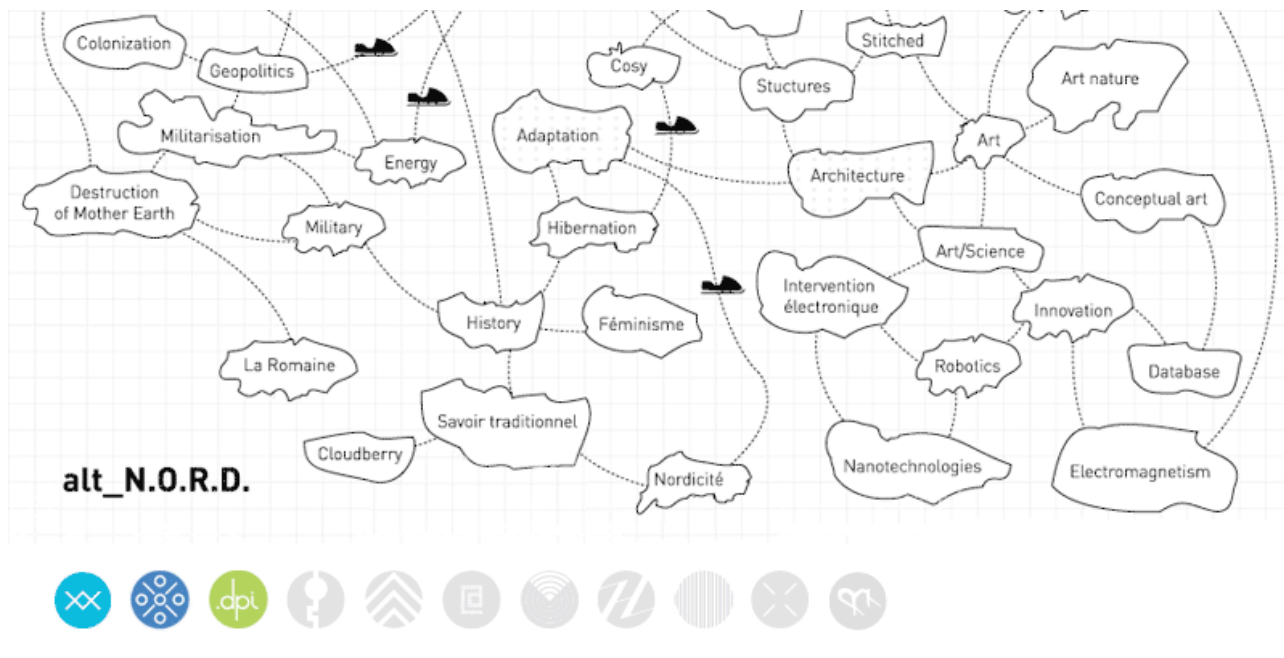 Colonization
Geopolitics
Cosy
Stitched
Stuctures
Art nature
Militarisation
Energy
Adaptation
Art
Architecture
Destruction
of Mother Earth
Military
Hibernation
Conceptual art
Art/Science
Intervention
électronique
Innovation
History
Féminisme
La Romaine
Robotics
Database
Savoir traditionnel
Cloudberry
Nordicité
Nanotechnologies
Electromagnetism
alt_N.O.R.D.
.dpi